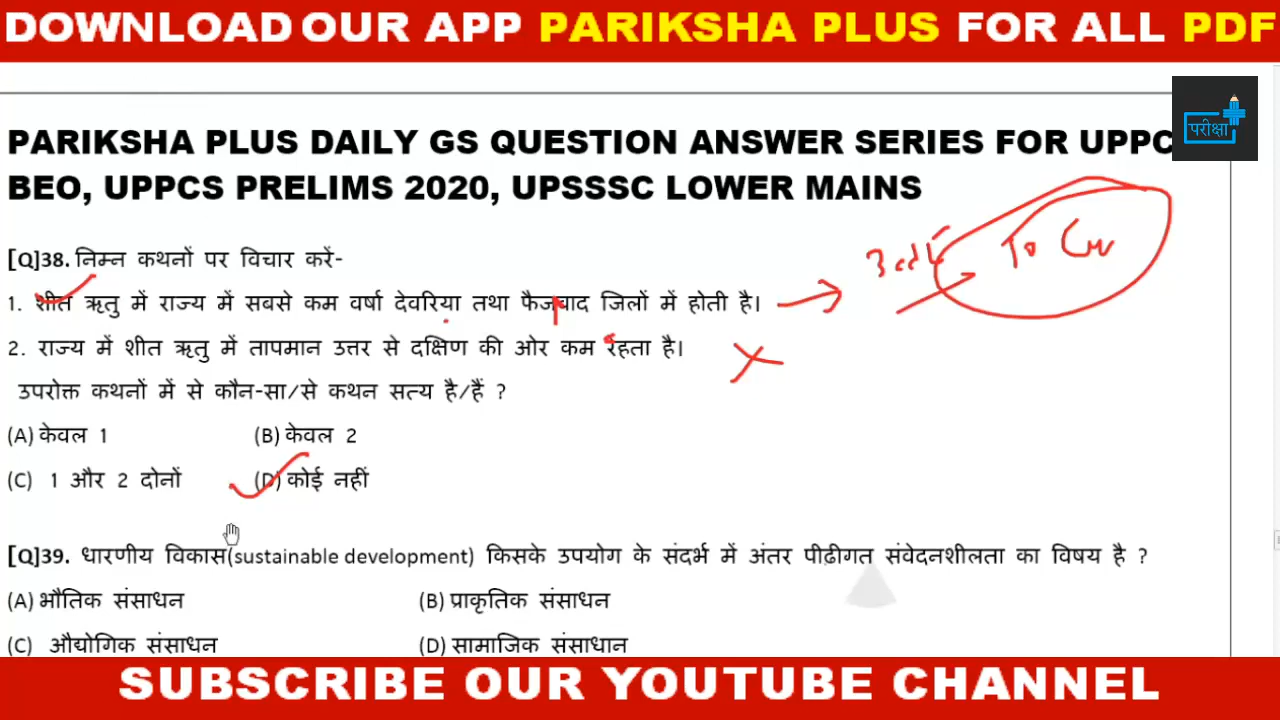 DOWNLOAD OUR APP PARIKSHA PLUS FOR ALL PDF
परीक्षा
PARIKSHA PLUS DAILY GS QUESTION ANSWER SERIES FOR UPPC
BEO, UPPCS PRELIMS 2020, UPSSSC LOWER MAINS
[Q]38. निम्न कथनों पर विचार करें-
1. शीत ऋतु में राज्य में सबसे कम वर्षा देवरिया तथा फैजाबाद जिलों में होती है।
2. राज्य में शीत ऋतु में तापमान उत्तर से दक्षिण की ओर कम रहता है।
उपरोक्त कथनों में से कौन-सा/से कथन सत्य है/हैं ?
(A) केवल 1 (B) केवल 2
(C) 1 और 2 दोनों (D) कोई नहीं
[Q]39. धारणीय विकास(sustainable development) किसके उपयोग के संदर्भ में अंतर पीढ़ीगत संवेदनशीलता का विषय है ?
(A) भौतिक संसाधन (B) प्राकृतिक संसाधन
(C) औद्योगिक संसाधन (D) सामाजिक संसाधान
SUBSCRIBE OUR YOUTUBE CHANNEL